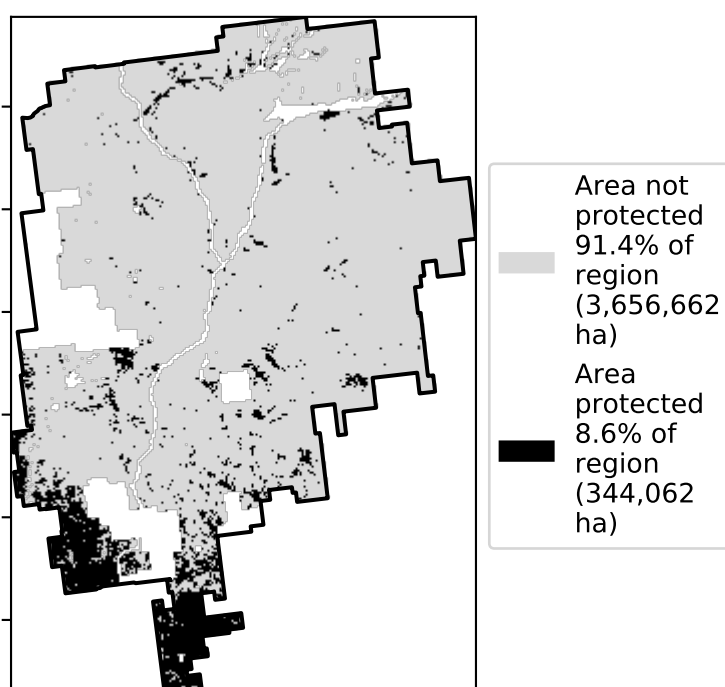 Area not
protected
91.4% of
region
(3,656,662
ha)
Area
protected
8.6% of
region
(344,062
ha)